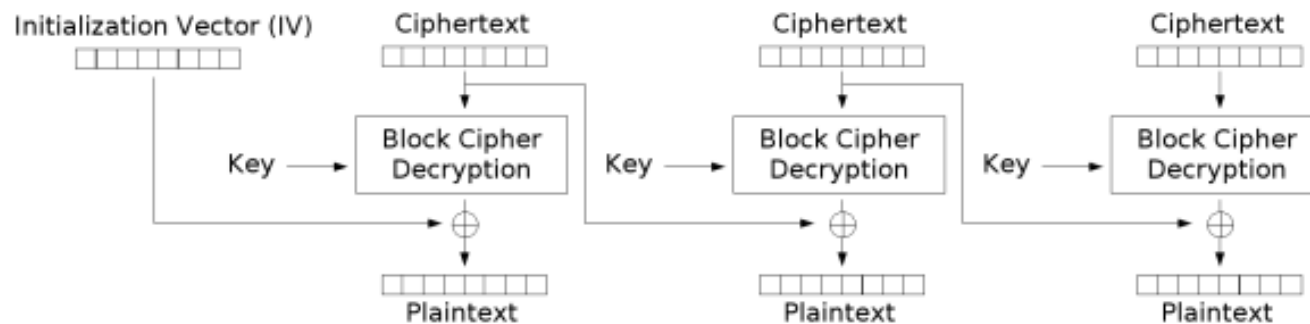 Initialization Vector (IV)
Ciphertext
Ciphertext
Ciphertext
Key
Block Cipher
Decryption
Key
Block Cipher
Decryption
Key
Block Cipher
Decryption
Plaintext
Plaintext
Plaintext